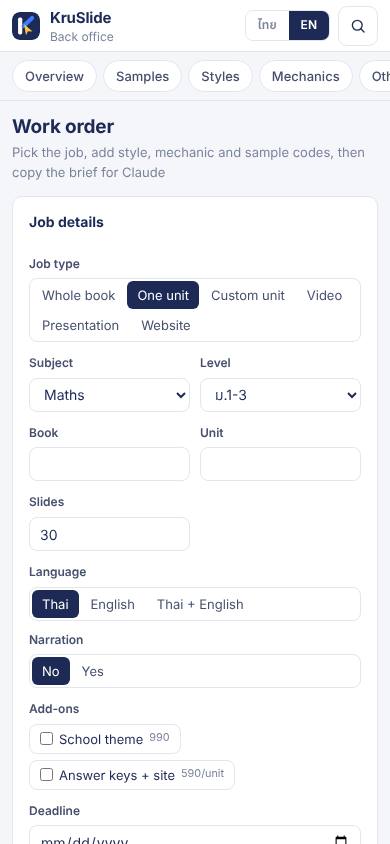 KruSlide
Back office
ไทย EN
Overview Samples Styles Mechanics Oth
Work order
Pick the job, add style, mechanic and sample codes, then
copy the brief for Claude
Job details
Job type
Whole book One unit Custom unit Video
Presentation Website
Subject Level
Maths ม.1-3
Book Unit
Slides
30
Language
Thai English Thai + English
Narration
No Yes
Add-ons
School theme 990
Answer keys + site 590/unit
Deadline
mm/dd/yyyy